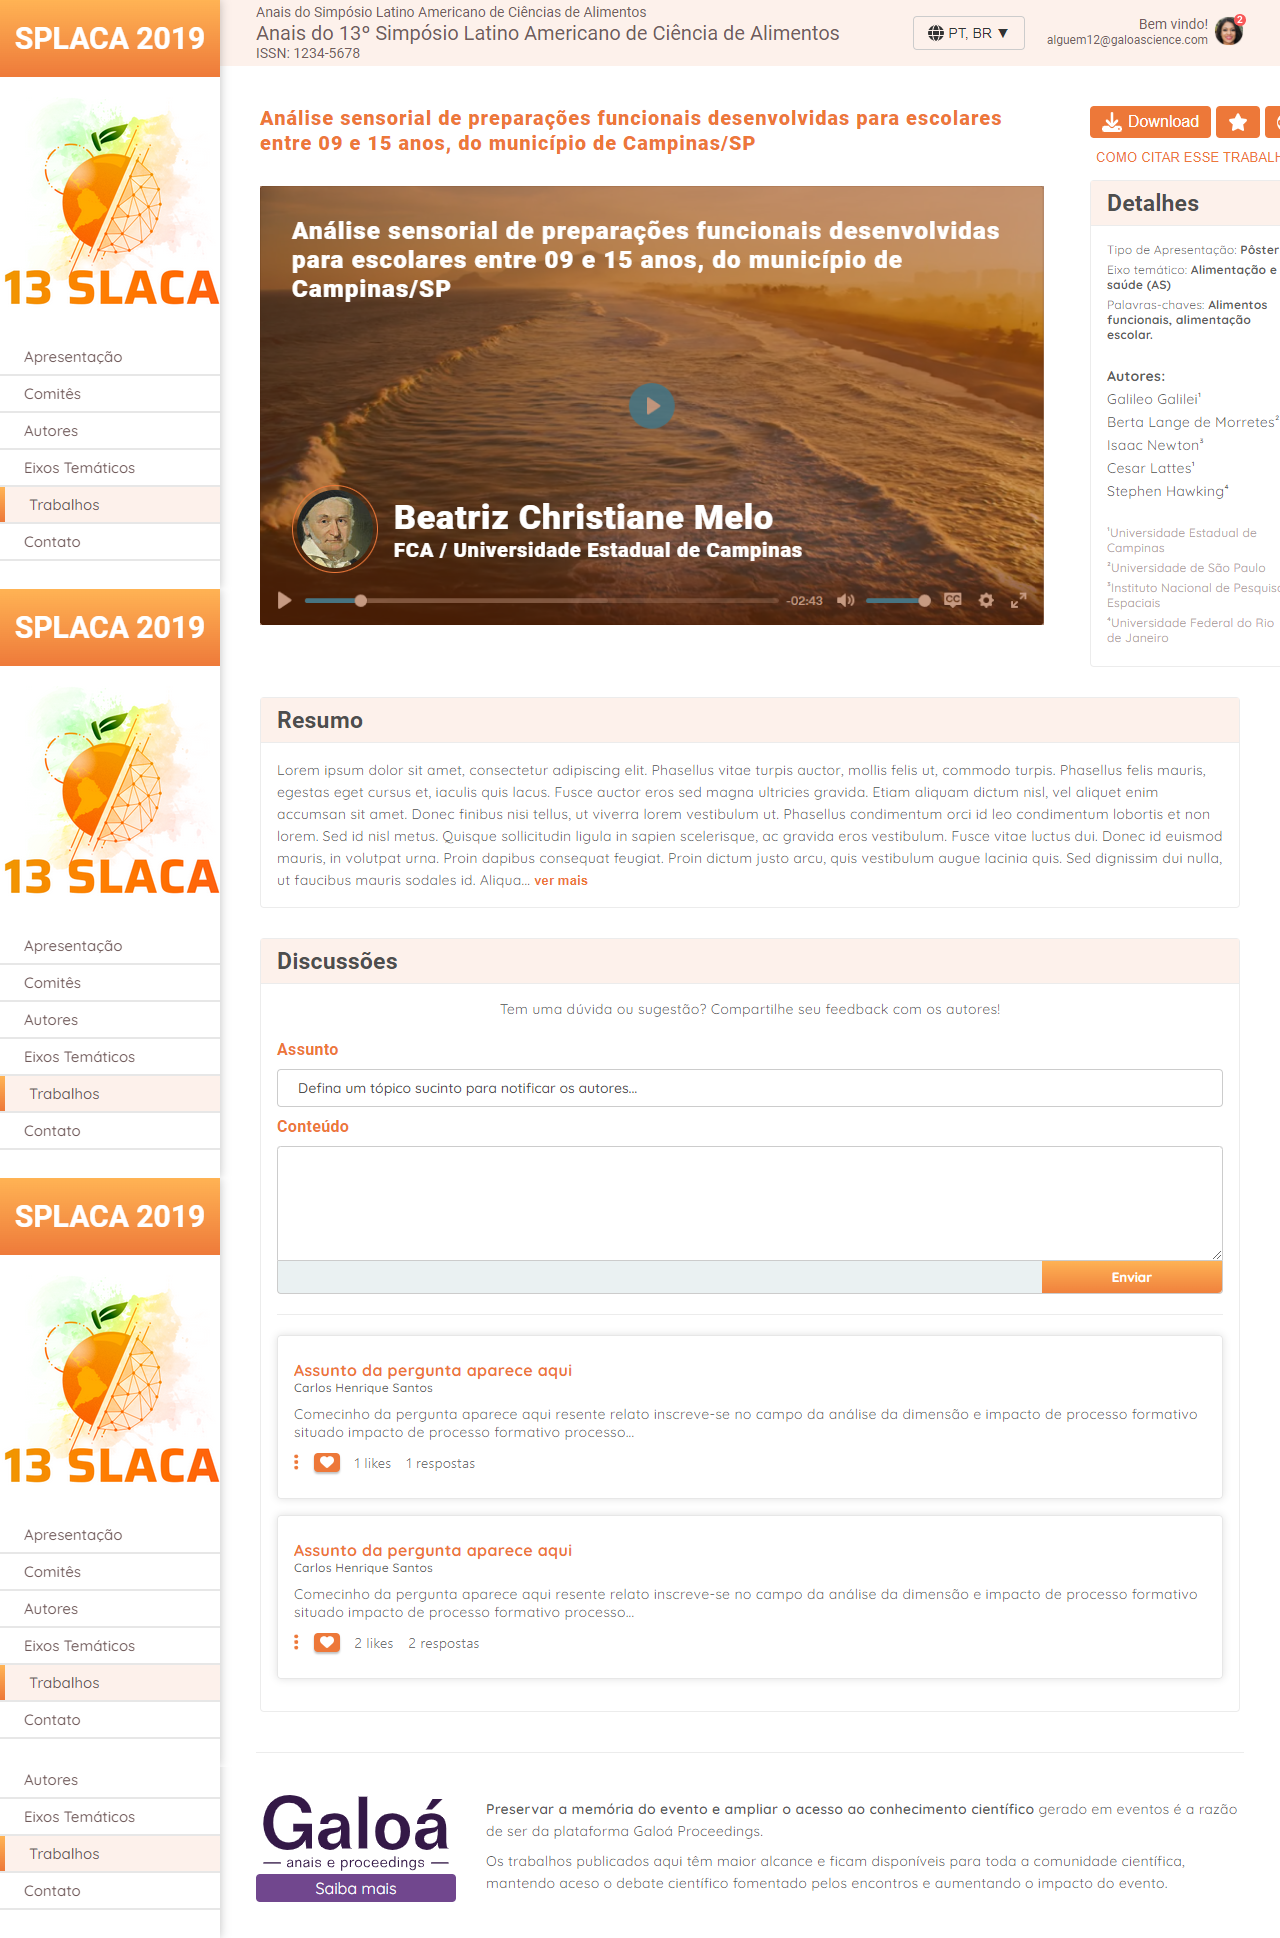 SPLACA 2019
13 SLACA
Apresentação
Comitês
Autores
Eixos Temáticos
Trabalhos
Contato
SPLACA 2019
13 SLACA
Apresentação
Comitês
Autores
Eixos Temáticos
Trabalhos
Contato
SPLACA 2019
13 SLACA
Apresentação
Comitês
Autores
Eixos Temáticos
Trabalhos
Contato
Autores
Eixos Temáticos
Trabalhos
Contato
Anais do Simpósio Latino Americano de Ciências de Alimentos
Anais do 13º Simpósio Latino Americano de Ciência de Alimentos
ISSN: 1234-5678
PT, BR ▼
Bem vindo!
alguem12@galoascience.com
2
Análise sensorial de preparações funcionais desenvolvidas para escolares
entre 09 e 15 anos, do município de Campinas/SP
Análise sensorial de preparações funcionais desenvolvidas
para escolares entre 09 e 15 anos, do município de
Campinas/SP
Beatriz Christiane Melo
FCA / Universidade Estadual de Campinas
-02:43
CC
Download
COMO CITAR ESSE TRABALH
Detalhes
Tipo de Apresentação: Pôster
Eixo temático: Alimentação e
saúde (AS)
Palavras-chaves: Alimentos
funcionais, alimentação
escolar.
Autores:
Galileo Galilei¹
Berta Lange de Morretes²
Isaac Newton³
Cesar Lattes¹
Stephen Hawking⁴
¹Universidade Estadual de
Campinas
²Universidade de São Paulo
³Instituto Nacional de Pesquisa
Espaciais
⁴Universidade Federal do Rio
de Janeiro
Resumo
Lorem ipsum dolor sit amet, consectetur adipiscing elit. Phasellus vitae turpis auctor, mollis felis ut, commodo turpis. Phasellus felis mauris,
egestas eget cursus et, iaculis quis lacus. Fusce auctor eros sed magna ultricies gravida. Etiam aliquam dictum nisl, vel aliquet enim
accumsan sit amet. Donec finibus nisi tellus, ut viverra lorem vestibulum ut. Phasellus condimentum orci id leo condimentum lobortis et non
lorem. Sed id nisl metus. Quisque sollicitudin ligula in sapien scelerisque, ac gravida eros vestibulum. Fusce vitae luctus dui. Donec id euismod
mauris, in volutpat urna. Proin dapibus consequat feugiat. Proin dictum justo arcu, quis vestibulum augue lacinia quis. Sed dignissim dui nulla,
ut faucibus mauris sodales id. Aliqua... ver mais
Discussões
Tem uma dúvida ou sugestão? Compartilhe seu feedback com os autores!
Assunto
Defina um tópico sucinto para notificar os autores...
Conteúdo
Enviar
Assunto da pergunta aparece aqui
Carlos Henrique Santos
Comecinho da pergunta aparece aqui resente relato inscreve-se no campo da análise da dimensão e impacto de processo formativo
situado impacto de processo formativo processo...
1 likes 1 respostas
Assunto da pergunta aparece aqui
Carlos Henrique Santos
Comecinho da pergunta aparece aqui resente relato inscreve-se no campo da análise da dimensão e impacto de processo formativo
situado impacto de processo formativo processo...
2 likes 2 respostas
Galoá
anais e proceedings
Saiba mais
Preservar a memória do evento e ampliar o acesso ao conhecimento científico gerado em eventos é a razão
de ser da plataforma Galoá Proceedings.
Os trabalhos publicados aqui têm maior alcance e ficam disponíveis para toda a comunidade científica,
mantendo aceso o debate científico fomentado pelos encontros e aumentando o impacto do evento.